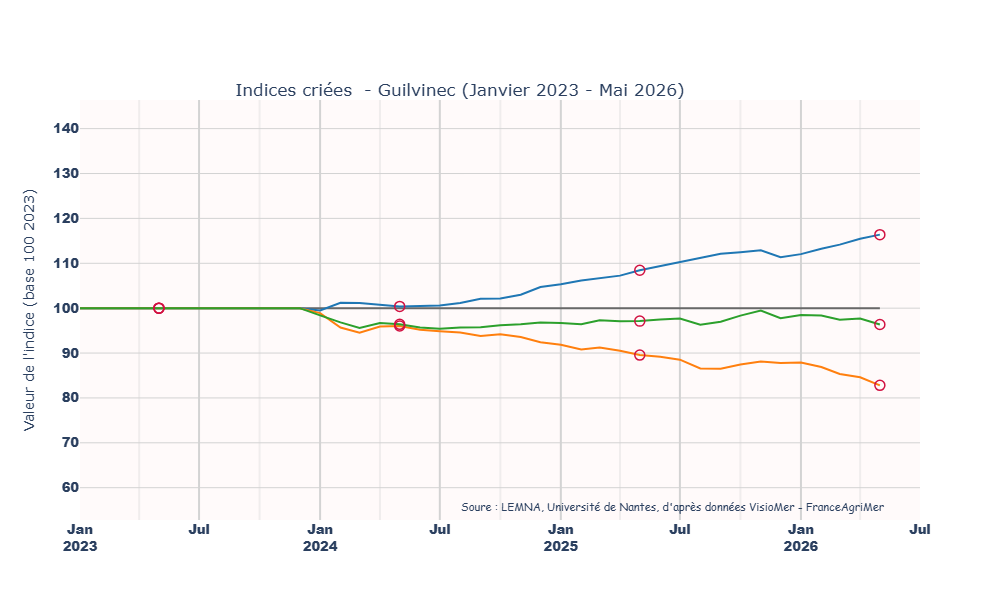 Indices criées  - Guilvinec (Janvier 2023 - Mai 2026)
Valeur de l'indice (base 100 2023)
140
130
120
110
100
90
80
70
60
Soure : LEMNA, Université de Nantes, d'après données VisioMer - FranceAgriMer
Jan Jul Jan Jul Jan Jul Jan Jul
2023 2024 2025 2026